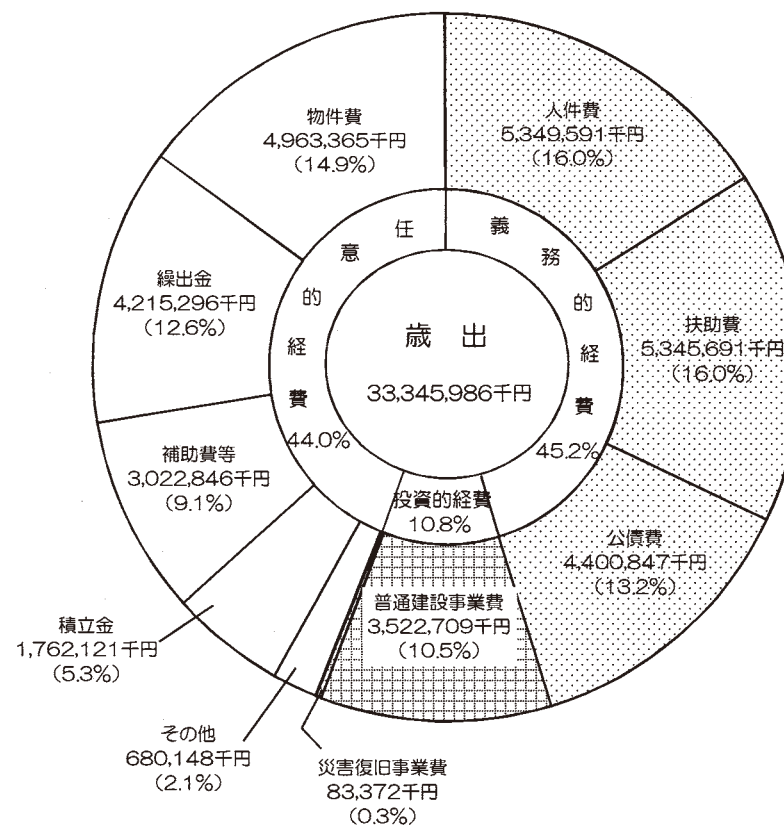 歳 出
33,345,986千円
義務的経費
45.2%
投資的経費
10.8%
任意的経費
44.0%
人件費
5,349,591千円
(16.0%)
扶助費
5,345,691千円
(16.0%)
公債費
4,400,847千円
(13.2%)
普通建設事業費
3,522,709千円
(10.5%)
災害復旧事業費
83,372千円
(0.3%)
その他
680,148千円
(2.1%)
積立金
1,762,121千円
(5.3%)
補助費等
3,022,846千円
(9.1%)
繰出金
4,215,296千円
(12.6%)
物件費
4,963,365千円
(14.9%)